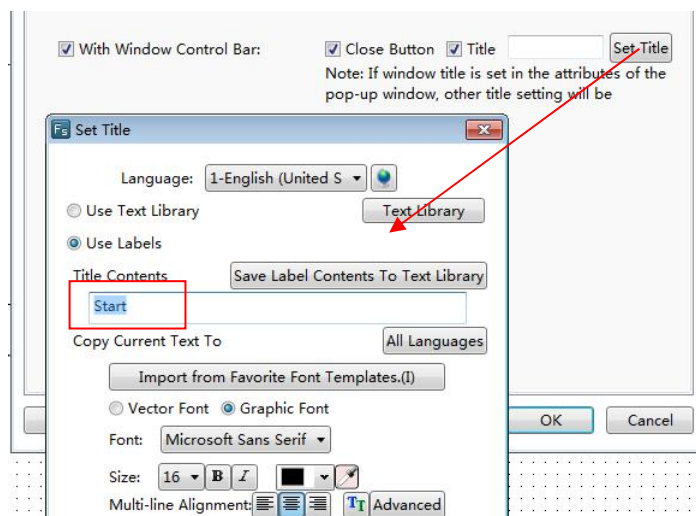 With Window Control Bar: Close Button Title Set Title
Note: If window title is set in the attributes of the
pop-up window, other title setting will be
Fs Set Title
Language: 1-English (United S
Use Text Library Text Library
Use Labels
Title Contents Save Label Contents To Text Library
Start
Copy Current Text To All Languages
Import from Favorite Font Templates.(I)
Vector Font Graphic Font
OK Cancel
Font: Microsoft Sans Serif
Size: 16 B I
Multi-line Alignment: TT Advanced